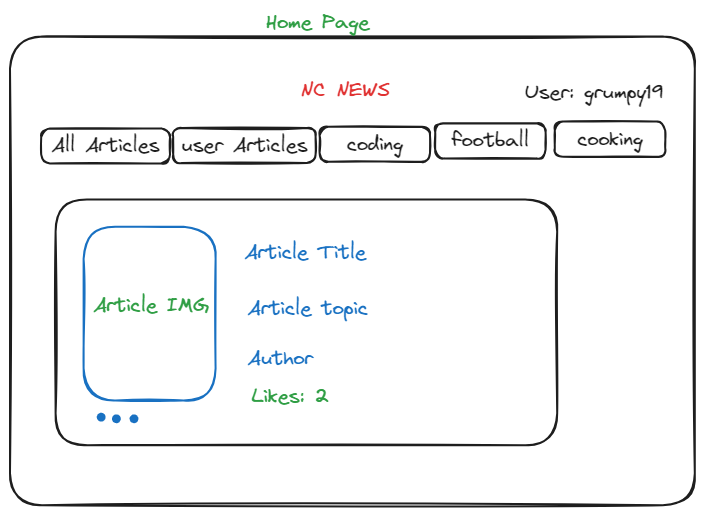 Home Page
NC NEWS
User: grumpy19
All Articles
user Articles
coding
football
cooking
Article IMG
Article Title
Article topic
Author
Likes: 2